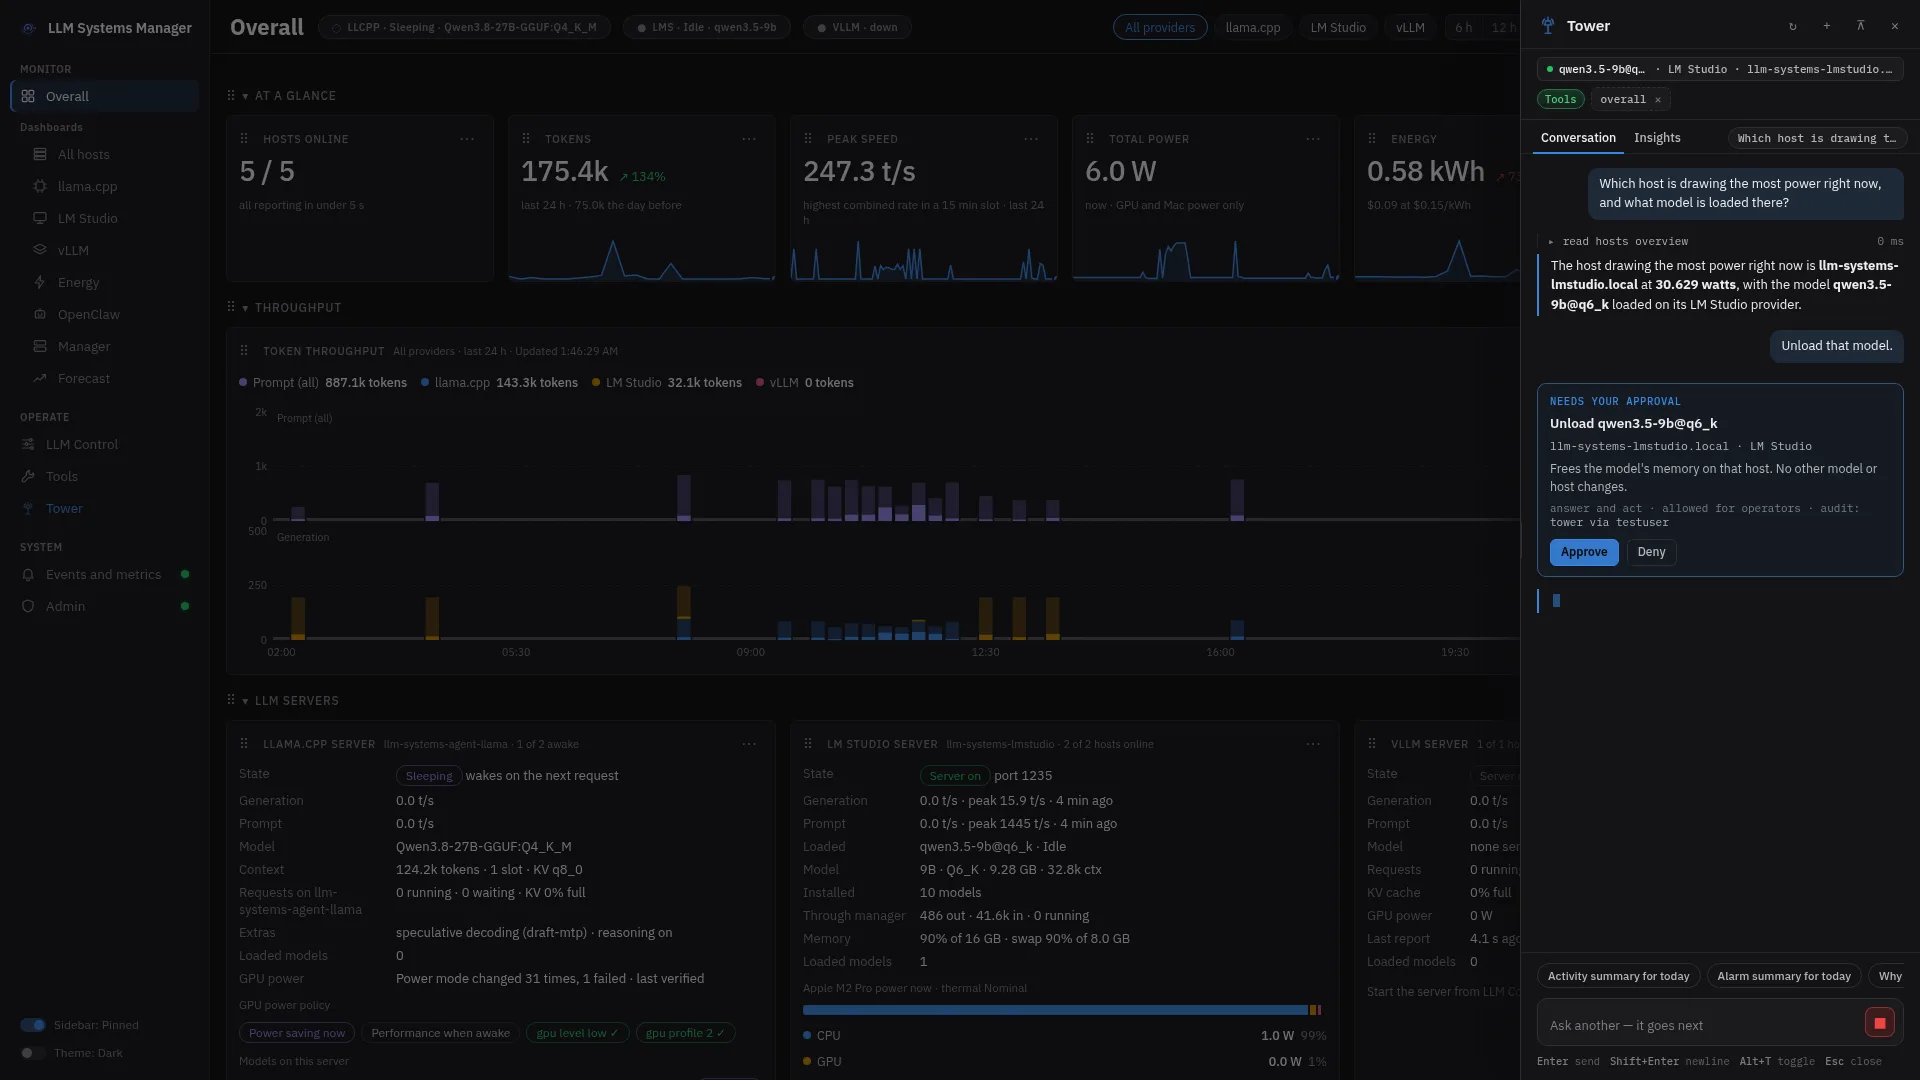 LLM Systems Manager
MONITOR
Overall
Dashboards
All hosts
llama.cpp
LM Studio
vLLM
Energy
OpenClaw
Manager
Forecast
OPERATE
LLM Control
Tools
Tower
SYSTEM
Events and metrics
Admin
Sidebar: Pinned
Theme: Dark
Overall
LLCPP · Sleeping · Qwen3.8-27B-GGUF:Q4_K_M
LMS · Idle · qwen3.5-9b
VLLM · down
All providers
llama.cpp
LM Studio
vLLM
6 h
12 h
AT A GLANCE
HOSTS ONLINE
5 / 5
all reporting in under 5 s
TOKENS
175.4k ↗ 134%
last 24 h · 75.0k the day before
PEAK SPEED
247.3 t/s
highest combined rate in a 15 min slot · last 24
h
TOTAL POWER
6.0 W
now · GPU and Mac power only
ENERGY
0.58 kWh
$0.09 at $0.15/kWh
THROUGHPUT
TOKEN THROUGHPUT All providers · last 24 h · Updated 1:46:29 AM
Prompt (all) 887.1k tokens
llama.cpp 143.3k tokens
LM Studio 32.1k tokens
vLLM 0 tokens
2k
Prompt (all)
1k
0
500
Generation
250
0
02:00
05:30
09:00
12:30
16:00
19:30
LLM SERVERS
LLAMA.CPP SERVER llm-systems-agent-llama · 1 of 2 awake
State Sleeping wakes on the next request
Generation 0.0 t/s
Prompt 0.0 t/s
Model Qwen3.8-27B-GGUF:Q4_K_M
Context 124.2k tokens · 1 slot · KV q8_0
Requests on llm- 0 running · 0 waiting · KV 0% full
systems-agent-llama
Extras speculative decoding (draft-mtp) · reasoning on
Loaded models 0
GPU power Power mode changed 31 times, 1 failed · last verified
GPU power policy
Power saving now
Performance when awake
gpu level low ✓
gpu profile 2 ✓
Models on this server
LM STUDIO SERVER llm-systems-lmstudio · 2 of 2 hosts online
State Server on port 1235
Generation 0.0 t/s · peak 15.9 t/s · 4 min ago
Prompt 0.0 t/s · peak 1445 t/s · 4 min ago
Loaded qwen3.5-9b@q6_k · Idle
Model 9B · Q6_K · 9.28 GB · 32.8k ctx
Installed 10 models
Through manager 486 out · 41.6k in · 0 running
Memory 90% of 16 GB · swap 90% of 8.0 GB
Loaded models 1
Apple M2 Pro power now · thermal Nominal
CPU 1.0 W 99%
GPU 0.0 W 1%
VLLM SERVER 1 of 1
State Server
Generation 0.0 t/s
Prompt 0.0 t/s
Model none
Requests 0
KV cache 0% full
GPU power 0 W
Last report 4.1 s
Loaded models 0
Start the server from LLM
Tower
qwen3.5-9b@q… · LM Studio · llm-systems-lmstudio.…
Tools
overall ×
Conversation
Insights
Which host is drawing t…
Which host is drawing the most power right now,
and what model is loaded there?
▸ read hosts overview 0 ms
The host drawing the most power right now is llm-systems-
lmstudio.local at 30.629 watts, with the model qwen3.5-
9b@q6_k loaded on its LM Studio provider.
Unload that model.
NEEDS YOUR APPROVAL
Unload qwen3.5-9b@q6_k
llm-systems-lmstudio.local · LM Studio
Frees the model's memory on that host. No other model or
host changes.
answer and act · allowed for operators · audit:
tower via testuser
Approve
Deny
Activity summary for today
Alarm summary for today
Why
Ask another — it goes next
Enter send Shift+Enter newline Alt+T toggle Esc close